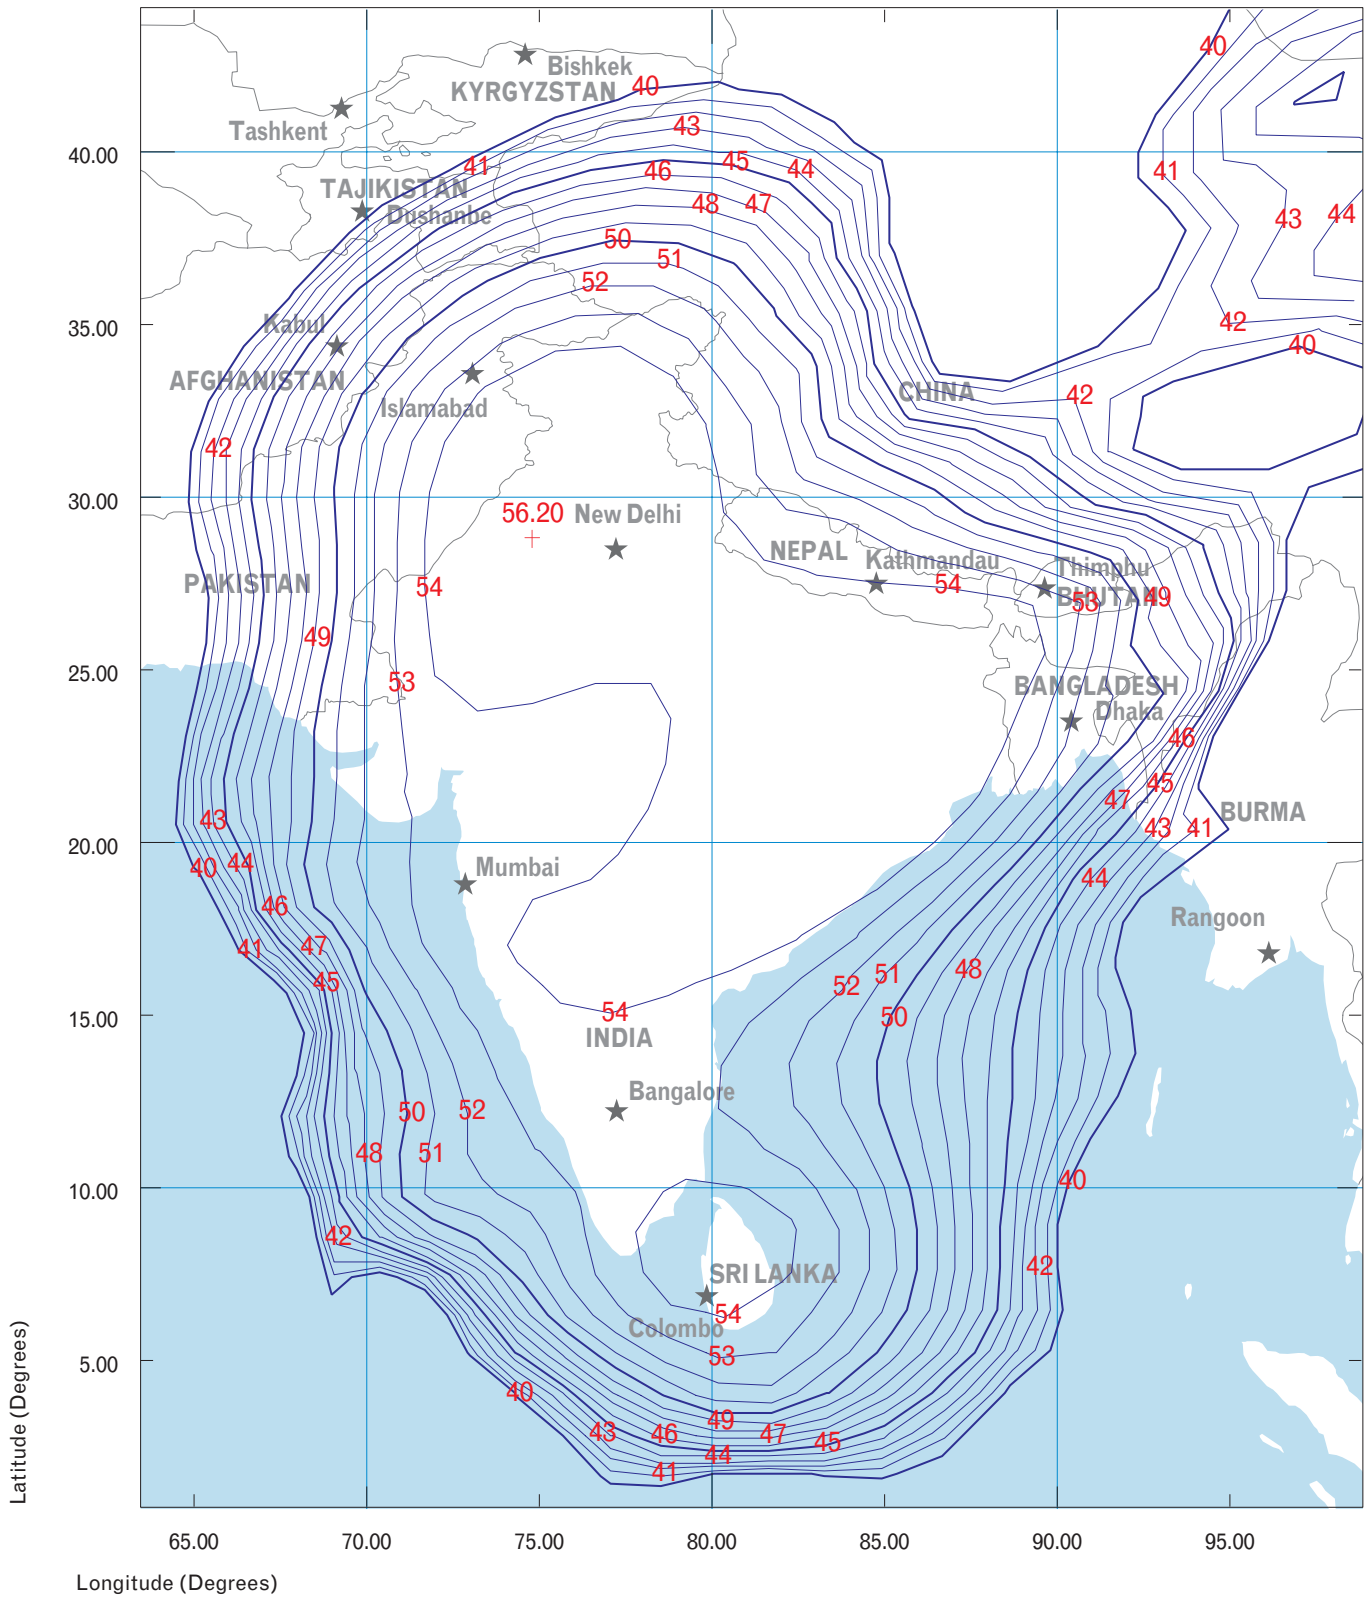 40
Bishkek
KYRGYZSTAN
40
Tashkent
43
40.00
41
45
46
44
41
TAJIKISTAN
Dushanbe
48
47
43
44
50
51
52
35.00
Kabul
42
40
AFGHANISTAN
Islamabad
CHINA
42
42
30.00
56.20
New Delhi
NEPAL
Kathmandau
Thimphu
PAKISTAN
54
54
BHUTAN
53
49
49
25.00
53
BANGLADESH
Dhaka
46
45
47
43
BURMA
43
41
20.00
40
44
Mumbai
44
46
Rangoon
41
47
45
52
51
48
50
15.00
54
INDIA
Bangalore
50
52
48
51
10.00
40
42
42
SRI LANKA
54
Colombo
53
5.00
40
43
46
49
47
45
44
41
Latitude (Degrees)
65.00
70.00
75.00
80.00
85.00
90.00
95.00
Longitude (Degrees)